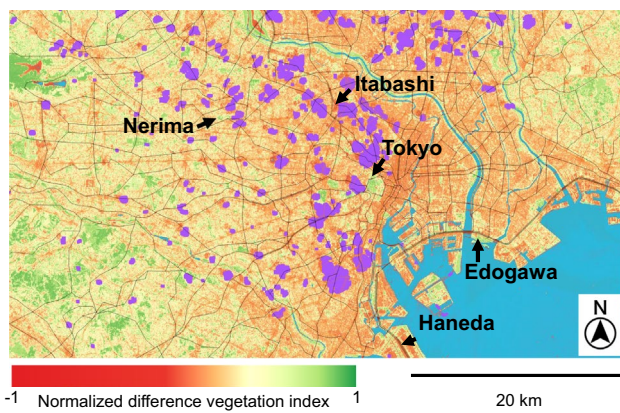 Itabashi
Nerima
Tokyo
Edogawa
N
Haneda
-1 Normalized difference vegetation index 1
20 km